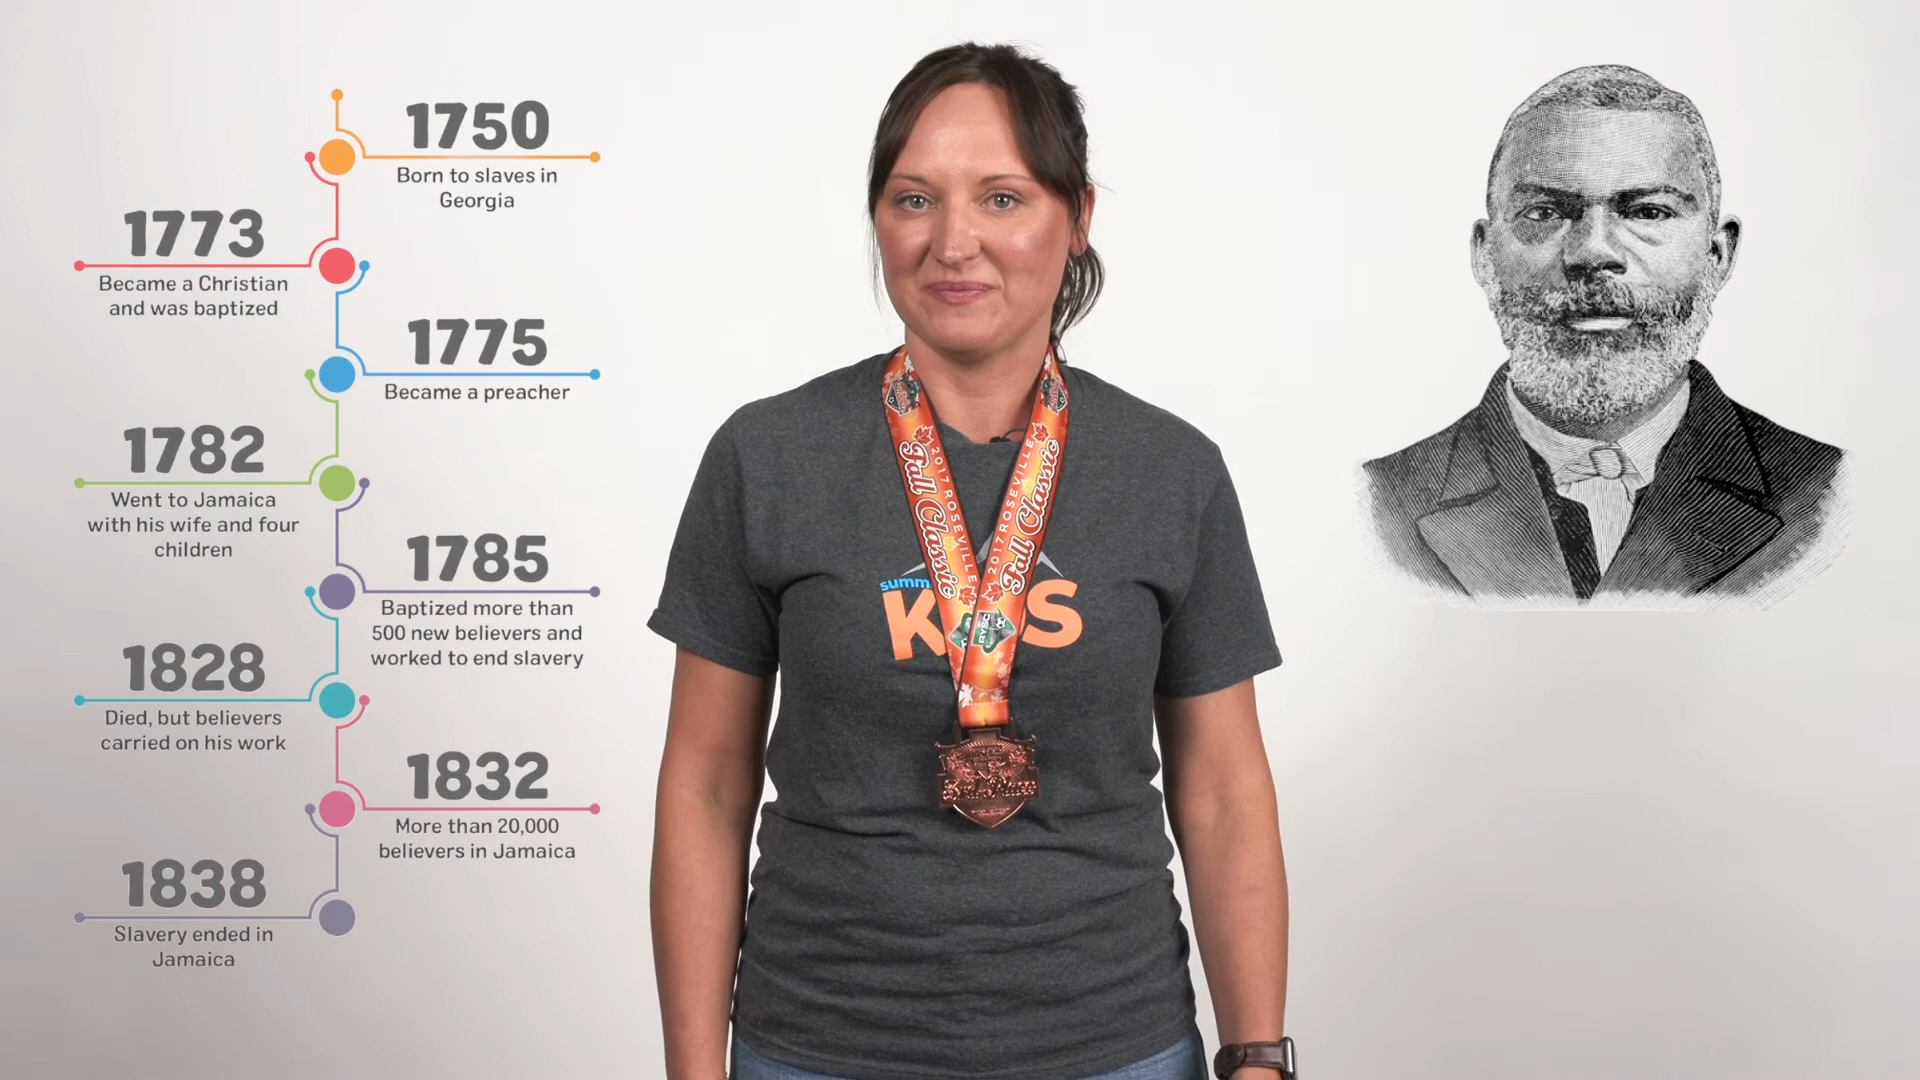 1750
Born to slaves in
Georgia
1773
Became a Christian
and was baptized
1775
Became a preacher
1782
Went to Jamaica
with his wife and four
children
1785
Baptized more than
500 new believers and
worked to end slavery
1828
Died, but believers
carried on his work
1832
More than 20,000
believers in Jamaica
1838
Slavery ended in
Jamaica
2017 ROSEVILLE
Fall Classic
2017 ROSEVILLE
Fall Classic
RYSC